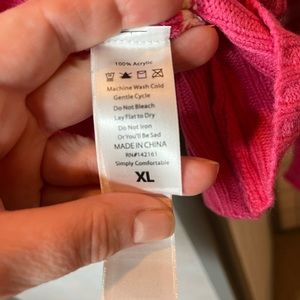 100% Acrylic
Machine Wash Cold
Gentle Cycle
Do Not Bleach
Lay Flat to Dry
Do Not Iron
Or You'll Be Sad
MADE IN CHINA
RN#142161
Simply Comfortable
XL